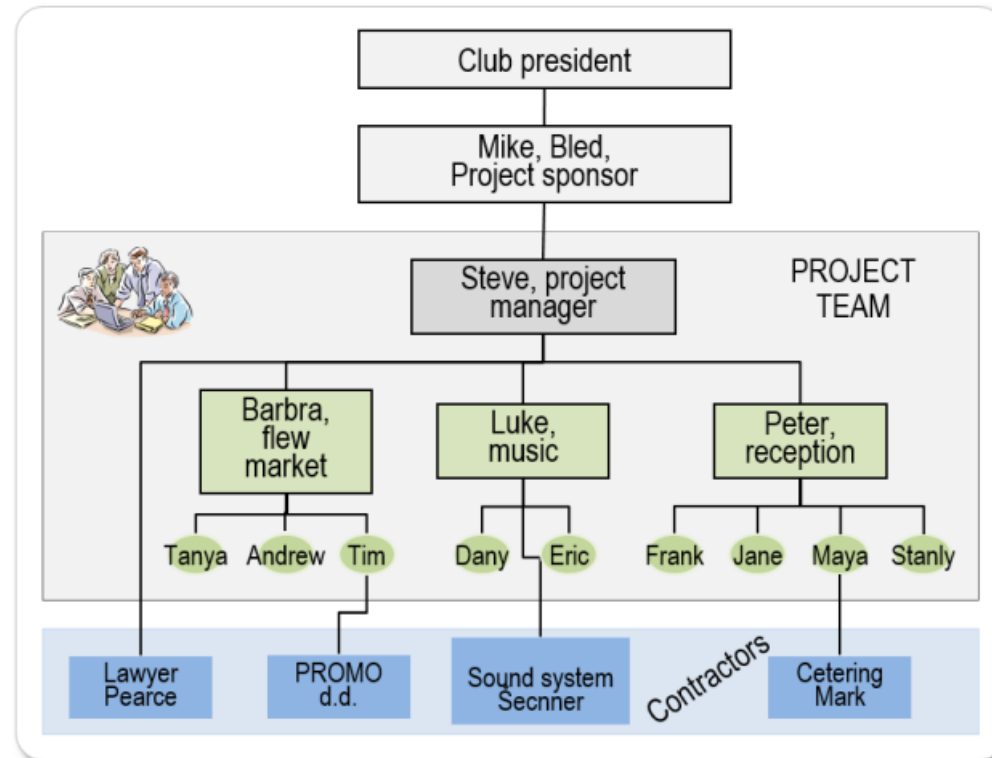 Club president
Mike, Bled,
Project sponsor
Steve, project
manager
PROJECT
TEAM
Barbra,
flew
market
Luke,
music
Peter,
reception
Tanya
Andrew
Tim
Dany
Eric
Frank
Jane
Maya
Stanly
Lawyer
Pearce
PROMO
d.d.
Sound system
Secnner
Contractors
Cetering
Mark